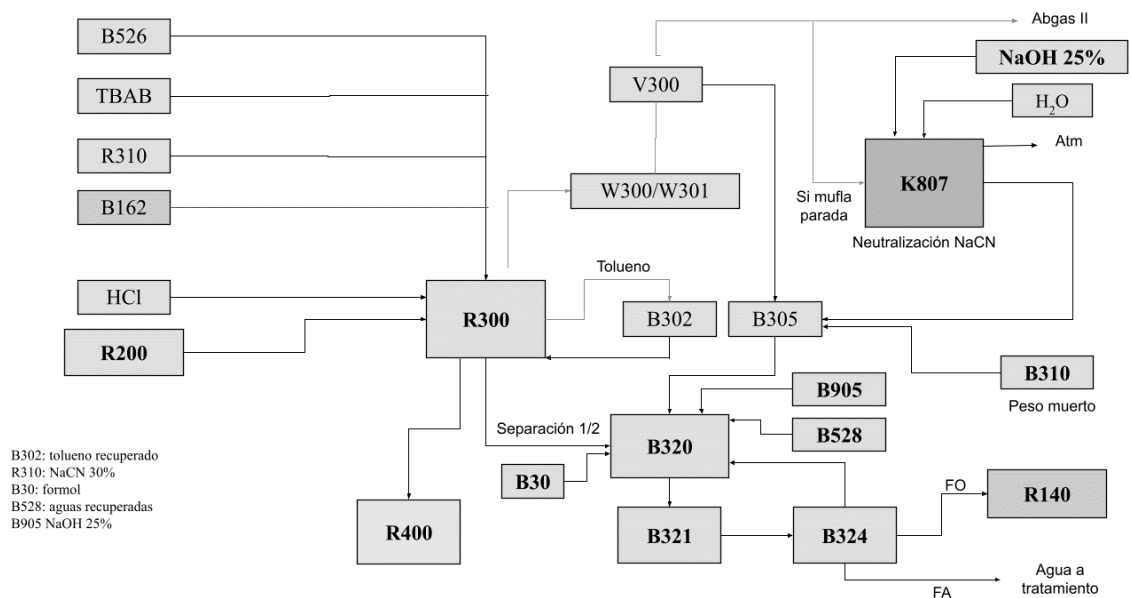 Abgas II
B526
NaOH 25%
TBAB
V300
H2O
Atm
R310
K807
W300/W301
Si mufla
parada
B162
Neutralización NaCN
Tolueno
HCl
R300
B302
B305
R200
B310
Peso muerto
B905
Separación 1/2
B528
B320
B302: tolueno recuperado
R310: NaCN 30%
B30: formol
B528: aguas recuperadas
B905 NaOH 25%
B30
FO
R140
R400
B321
B324
FA
Agua a
tratamiento